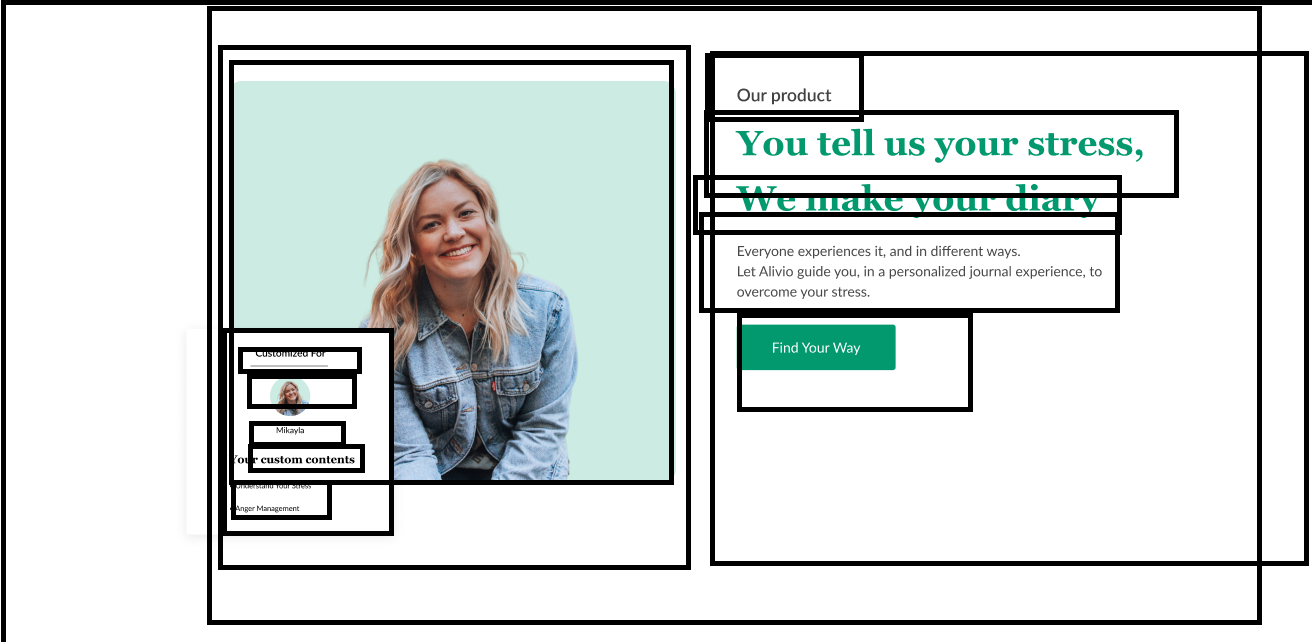 Our product
You tell us your stress,
We make your diary
Everyone experiences it, and in different ways.
Let Alivio guide you, in a personalized journal experience, to
overcome your stress.
Find Your Way
Customized For
Mikayla
Your custom contents
Understand Your Stress
Anger Management